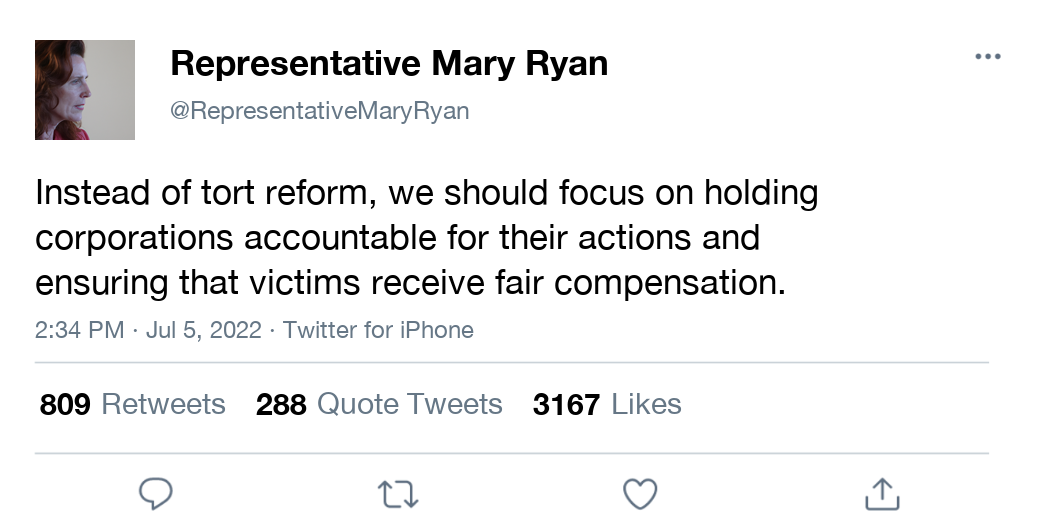 Representative Mary Ryan
@RepresentativeMaryRyan
Instead of tort reform, we should focus on holding
corporations accountable for their actions and
ensuring that victims receive fair compensation.
2:34 PM · Jul 5, 2022 · Twitter for iPhone
809 Retweets 288 Quote Tweets 3167 Likes